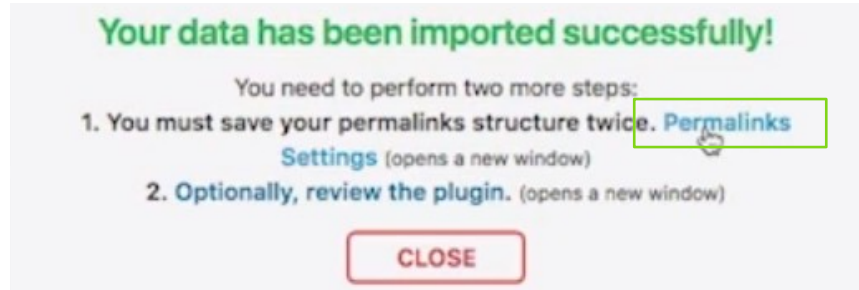 Your data has been imported successfully!
You need to perform two more steps:
1. You must save your permalinks structure twice. Permalinks
Settings (opens a new window)
2. Optionally, review the plugin. (opens a new window)
CLOSE